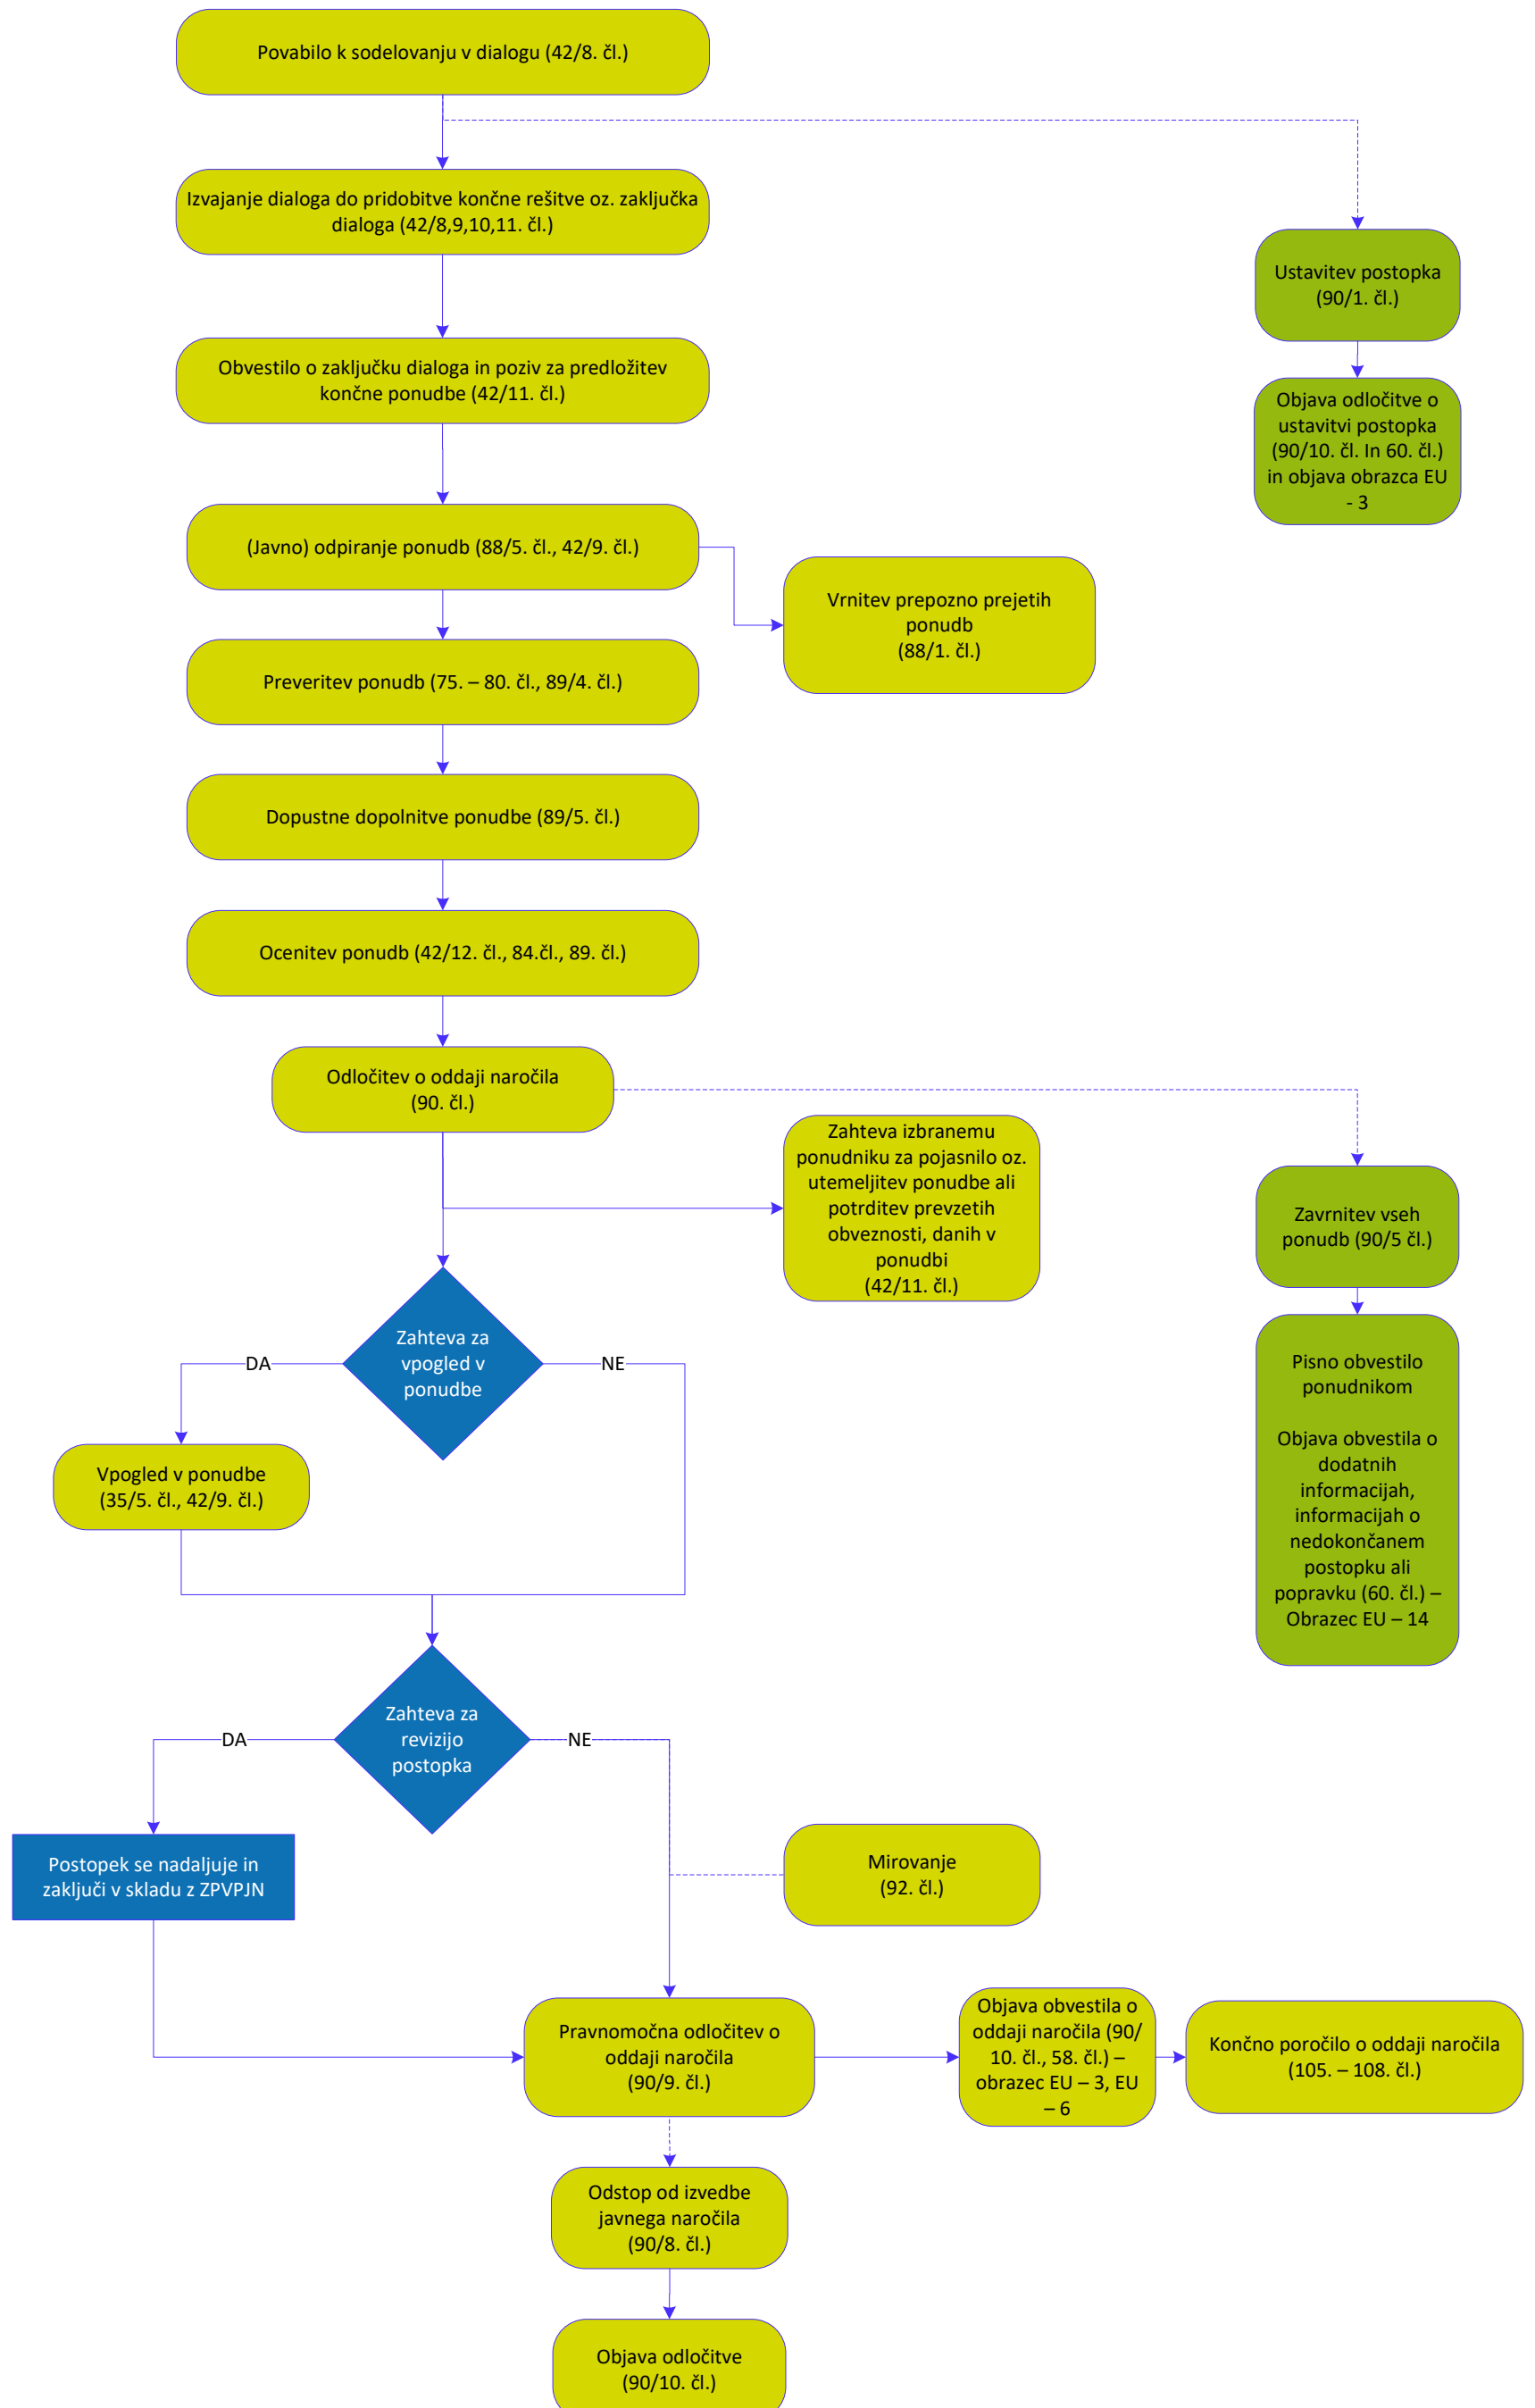 Povabilo k sodelovanju v dialogu (42/8. čl.)
Izvajanje dialoga do pridobitve končne rešitve oz. zaključka
dialoga (42/8,9,10,11. čl.)
Ustavitev postopka
(90/1. čl.)
Obvestilo o zaključku dialoga in poziv za predložitev
končne ponudbe (42/11. čl.)
Objava odločitve o
ustavitvi postopka
(90/10. čl. In 60. čl.)
in objava obrazca EU
- 3
(Javno) odpiranje ponudb (88/5. čl., 42/9. čl.)
Vrnitev prepozno prejetih
ponudb
(88/1. čl.)
Preveritev ponudb (75. – 80. čl., 89/4. čl.)
Dopustne dopolnitve ponudbe (89/5. čl.)
Ocenitev ponudb (42/12. čl., 84.čl., 89. čl.)
Odločitev o oddaji naročila
(90. čl.)
Zahteva izbranemu
ponudniku za pojasnilo oz.
utemeljitev ponudbe ali
potrditev prevzetih
obveznosti, danih v
ponudbi
(42/11. čl.)
Zavrnitev vseh
ponudb (90/5 čl.)
Zahteva za
vpogled v
ponudbe
DA
NE
Pisno obvestilo
ponudnikom
Objava obvestila o
dodatnih
informacijah,
informacijah o
nedokončanem
postopku ali
popravku (60. čl.) –
Obrazec EU – 14
Vpogled v ponudbe
(35/5. čl., 42/9. čl.)
Zahteva za
revizijo
postopka
DA
NE
Postopek se nadaljuje in
zaključi v skladu z ZPVPJN
Mirovanje
(92. čl.)
Pravnomočna odločitev o
oddaji naročila
(90/9. čl.)
Objava obvestila o
oddaji naročila (90/
10. čl., 58. čl.) –
obrazec EU – 3, EU
– 6
Končno poročilo o oddaji naročila
(105. – 108. čl.)
Odstop od izvedbe
javnega naročila
(90/8. čl.)
Objava odločitve
(90/10. čl.)